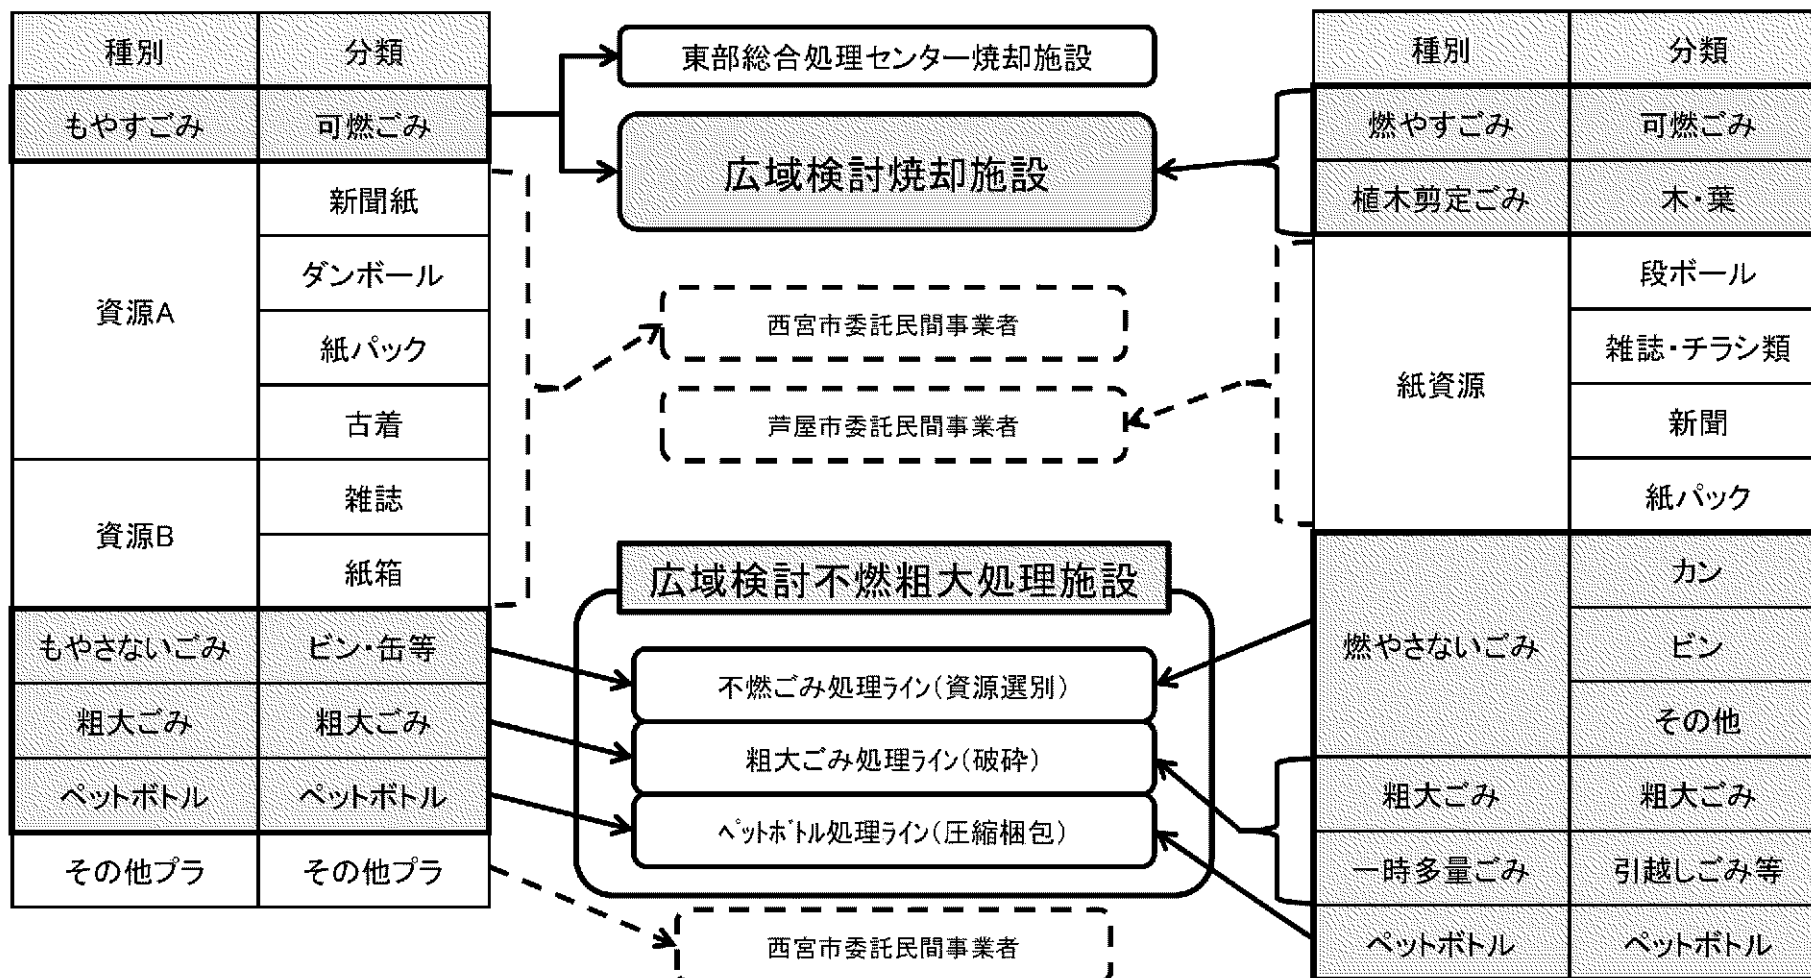 種別 分類
もやすごみ 可燃ごみ
資源A
新聞紙
ダンボール
紙パック
古着
資源B
雑誌
紙箱
もやさないごみ ビン・缶等
粗大ごみ 粗大ごみ
ペットボトル ペットボトル
その他プラ その他プラ
東部総合処理センター焼却施設
広域検討焼却施設
西宮市委託民間事業者
芦屋市委託民間事業者
広域検討不燃粗大処理施設
不燃ごみ処理ライン(資源選別)
粗大ごみ処理ライン(破砕)
ペットボトル処理ライン(圧縮梱包)
西宮市委託民間事業者
種別 分類
燃やすごみ 可燃ごみ
植木剪定ごみ 木・葉
紙資源
段ボール
雑誌・チラシ類
新聞
紙パック
燃やさないごみ
カン
ビン
その他
粗大ごみ 粗大ごみ
一時多量ごみ 引越しごみ等
ペットボトル ペットボトル